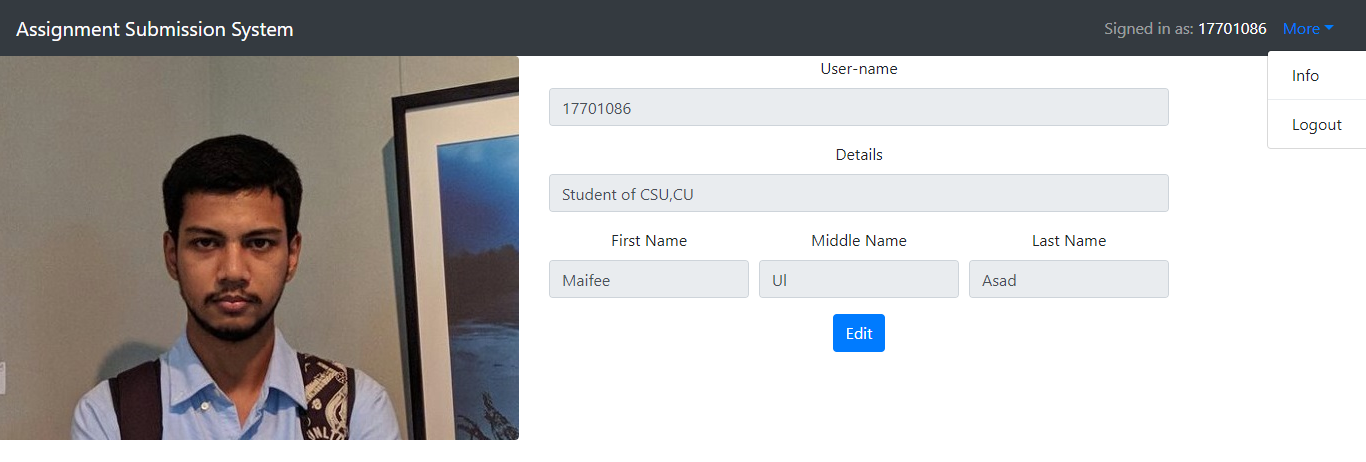 Assignment Submission System
Signed in as: 17701086 More
Info
Logout
User-name
17701086
Details
Student of CSU,CU
First Name Middle Name Last Name
Maifee Ul Asad
Edit